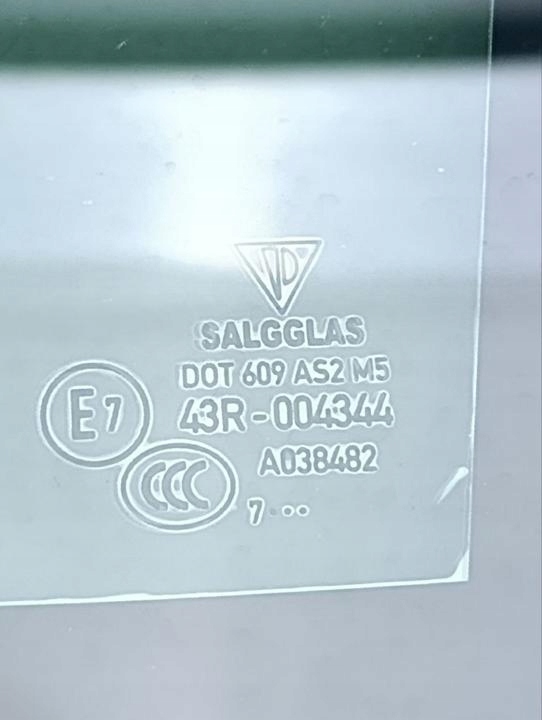 SALGGLAS
DOT 609 AS2 M5
E7
43R-004344
A038482
CCC
7 ···